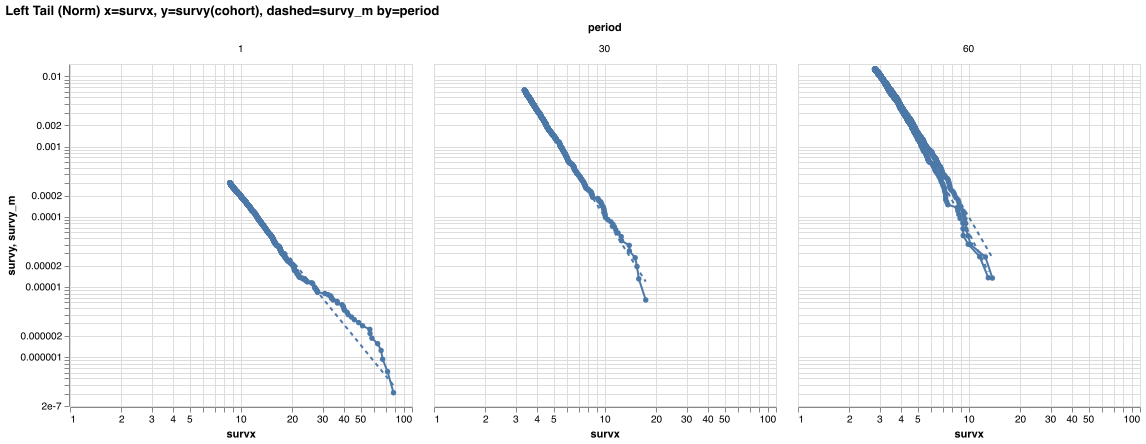 Left Tail (Norm) x=survx, y=survy(cohort), dashed=survy_m by=period
period
1 30 60
survy, survy_m
0.01
0.002
0.001
0.0002
0.0001
0.00002
0.00001
0.000002
0.000001
2e-7
1 2 3 4 5 10 20 30 40 50 100 1 2 3 4 5 10 20 30 40 50 100 1 2 3 4 5 10 20 30 40 50 100
survx survx survx